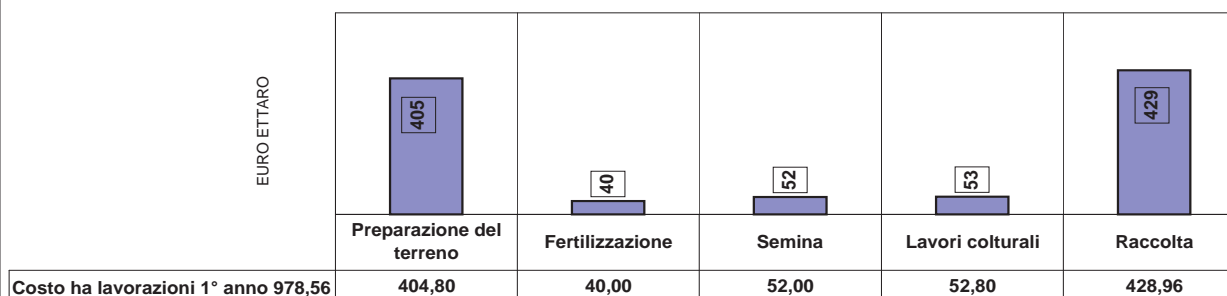 EURO ETTARO
405
40
52
53
429
Preparazione del
terreno
Fertilizzazione
Semina
Lavori colturali
Raccolta
Costo ha lavorazioni 1° anno 978,56
404,80
40,00
52,00
52,80
428,96